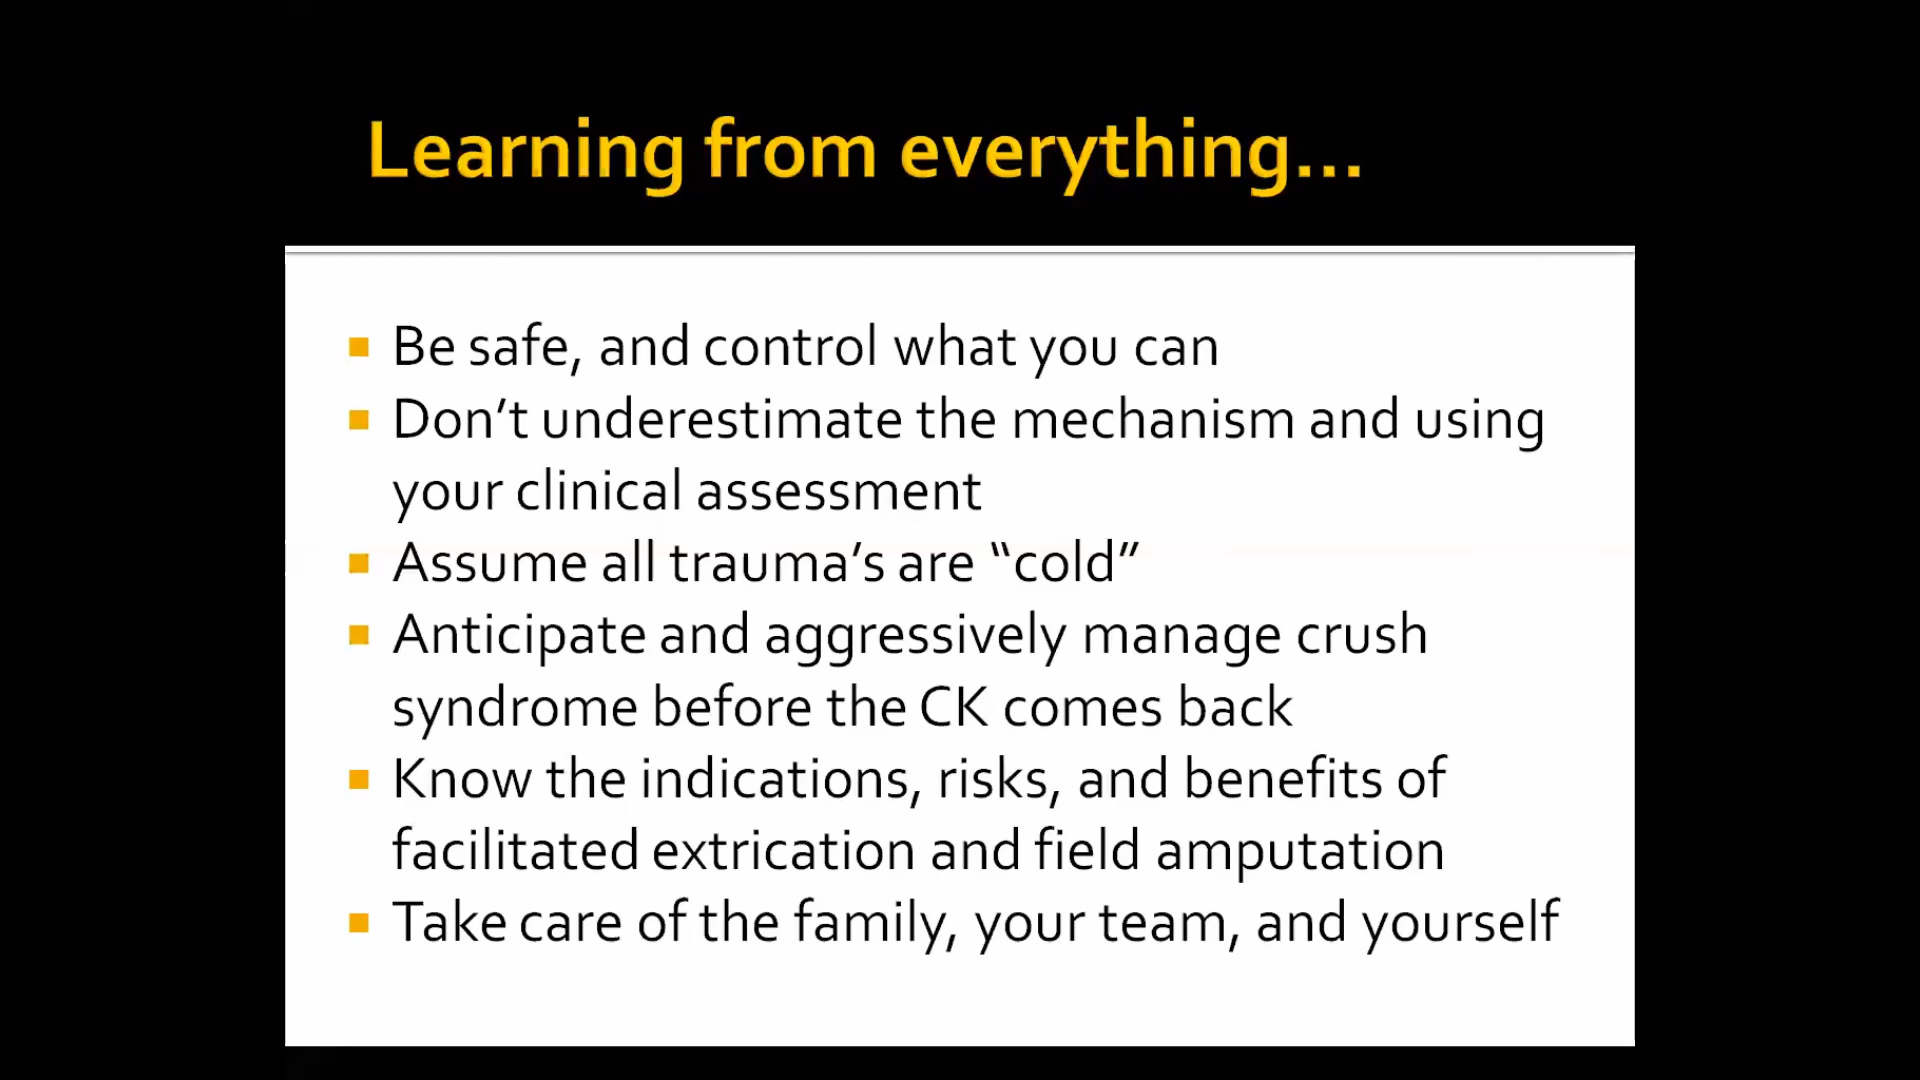 Learning from everything...
Be safe, and control what you can
Don’t underestimate the mechanism and using
your clinical assessment
Assume all trauma’s are “cold”
Anticipate and aggressively manage crush
syndrome before the CK comes back
Know the indications, risks, and benefits of
facilitated extrication and field amputation
Take care of the family, your team, and yourself